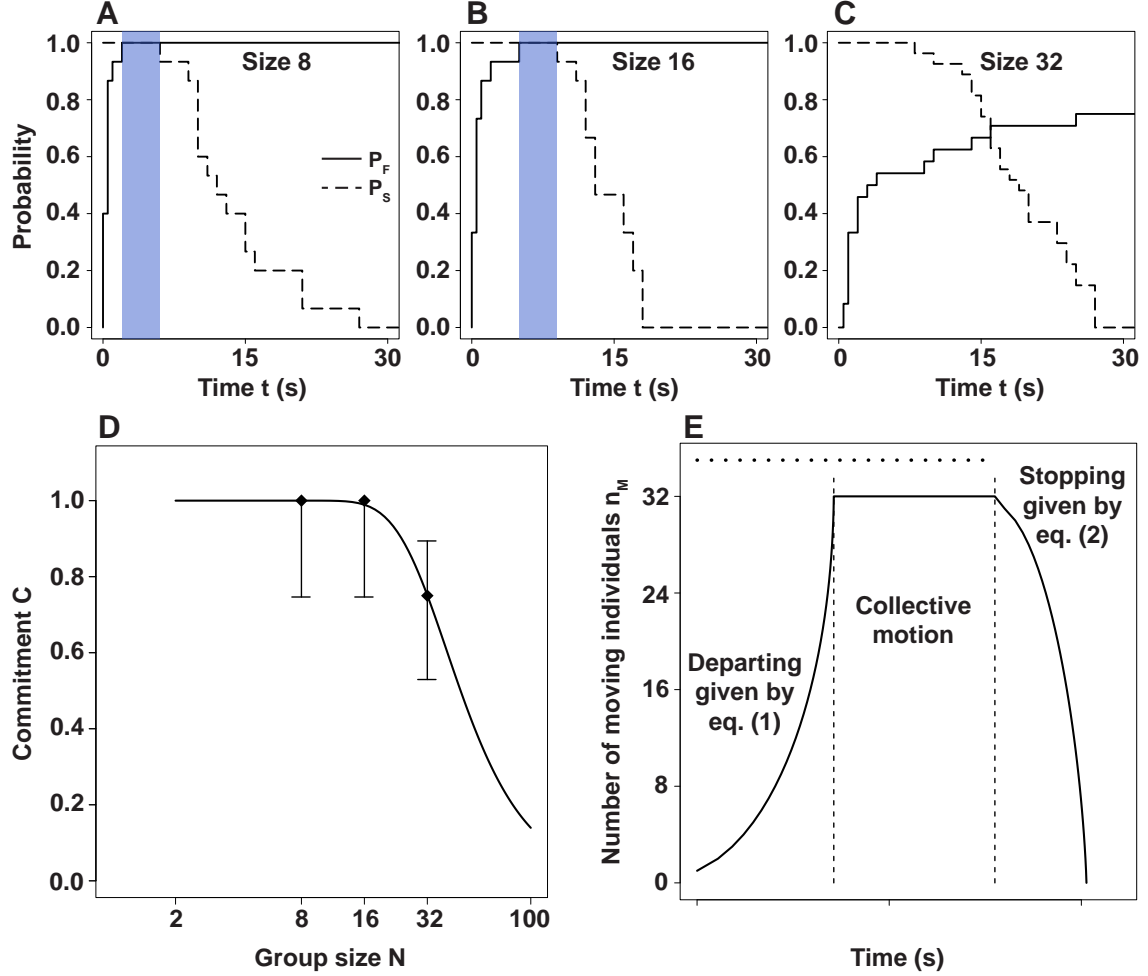 A
B
C
1.0
0.8
0.6
0.4
0.2
0.0
Probability
Size 8
P_F
P_S
0
15
30
Time t (s)
1.0
0.8
0.6
0.4
0.2
0.0
Size 16
0
15
30
Time t (s)
1.0
0.8
0.6
0.4
0.2
0.0
Size 32
0
15
30
Time t (s)
D
1.0
0.8
0.6
0.4
0.2
0.0
Commitment C
2
8
16
32
100
Group size N
E
32
24
16
8
0
Number of moving individuals n_M
Departing
given by
eq. (1)
Collective
motion
Stopping
given by
eq. (2)
Time (s)